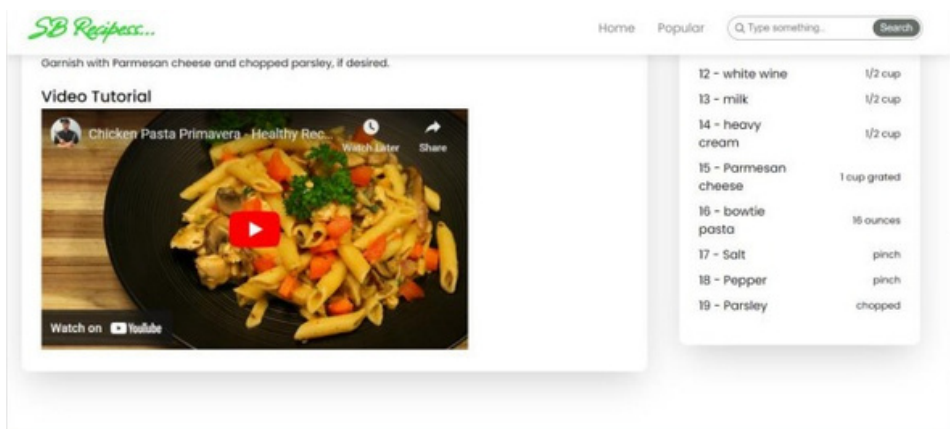 SB Recipess...
Home Popular Type something.. Search
Garnish with Parmesan cheese and chopped parsley, if desired.
Video Tutorial
Chicken Pasta Primavera - Healthy Rec...
Watch Later Share
Watch on YouTube
12 - white wine 1/2 cup
13 - milk 1/2 cup
14 - heavy
cream 1/2 cup
15 - Parmesan
cheese 1 cup grated
16 - bowtie
pasta 16 ounces
17 - Salt pinch
18 - Pepper pinch
19 - Parsley chopped